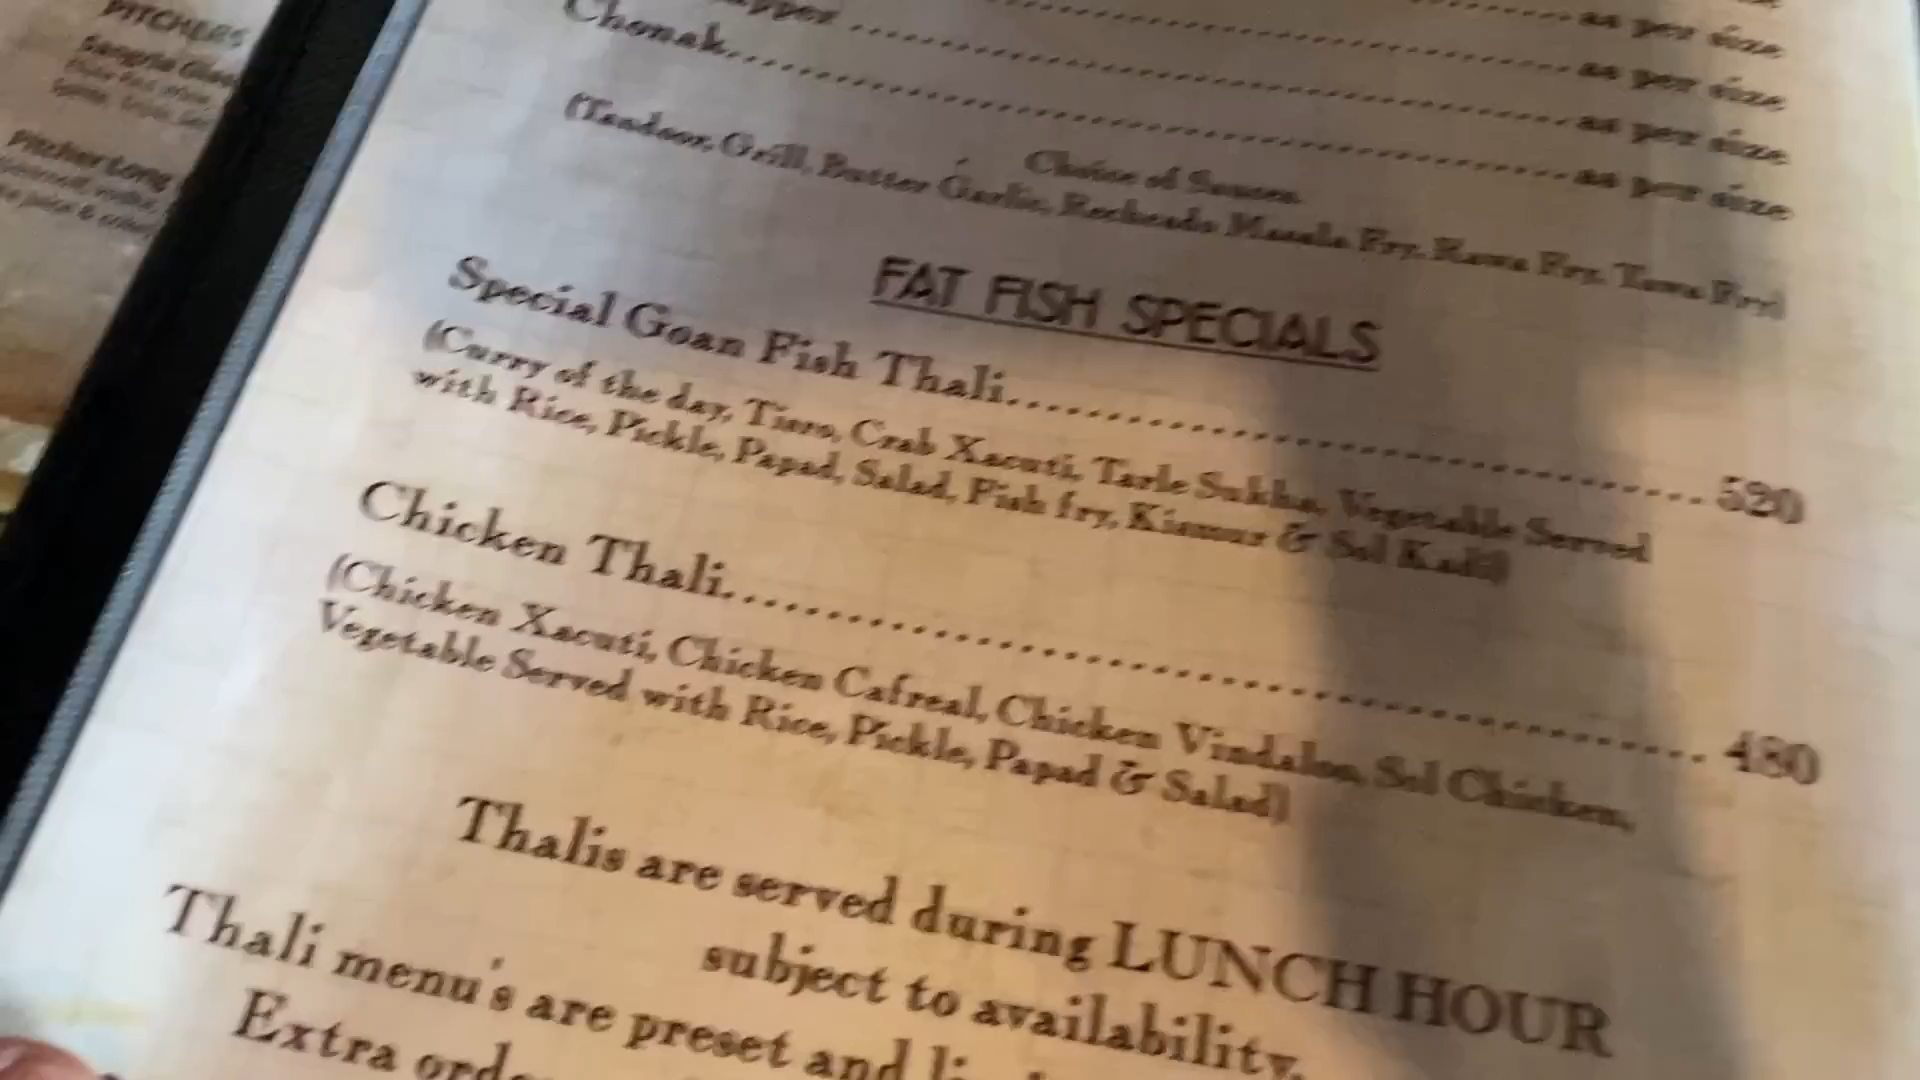 PITCHERS
Pitcher Long
as per size
as per size
Chonak as per size
as per size
Choice of Sauces
(Tandoor, Grill, Butter Garlic, Recheado Masala Fry, Rawa Fry, Tawa Fry)
FAT FISH SPECIALS
Special Goan Fish Thali 520
(Curry of the day, Tisro, Crab Xacuti, Tarle Sukha, Vegetable Served
with Rice, Pickle, Papad, Salad, Fish fry, Kismur & Sol Kadi)
Chicken Thali 480
(Chicken Xacuti, Chicken Cafreal, Chicken Vindaloo, Sol Chicken,
Vegetable Served with Rice, Pickle, Papad & Salad)
Thalis are served during LUNCH HOUR
subject to availability.
Thali menu's are preset and
Extra